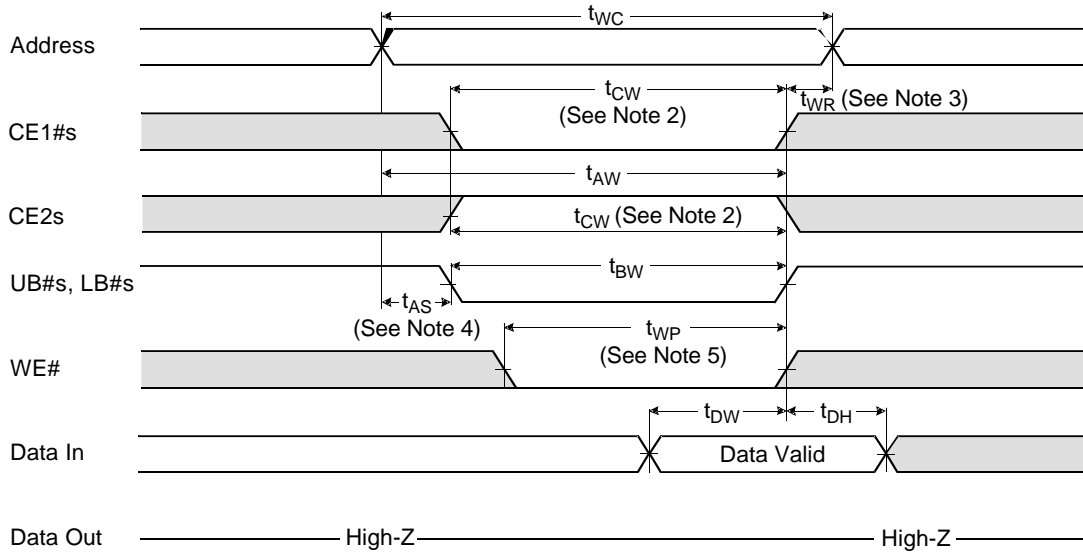 tWC
Address
tCW
(See Note 2)
tWR (See Note 3)
CE1#s
tAW
CE2s
tCW (See Note 2)
tBW
UB#s, LB#s
tAS
(See Note 4)
tWP
(See Note 5)
WE#
tDW
tDH
Data In
Data Valid
Data Out
High-Z
High-Z